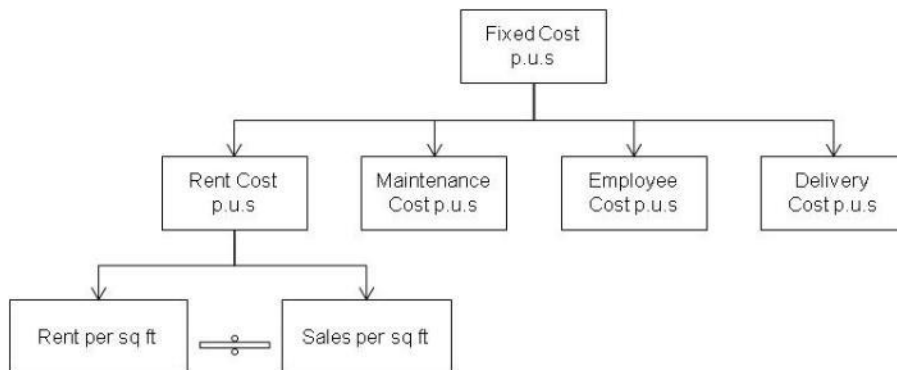 Fixed Cost
p.u.s
Rent Cost
p.u.s
Maintenance
Cost p.u.s
Employee
Cost p.u.s
Delivery
Cost p.u.s
Rent per sq ft
Sales per sq ft